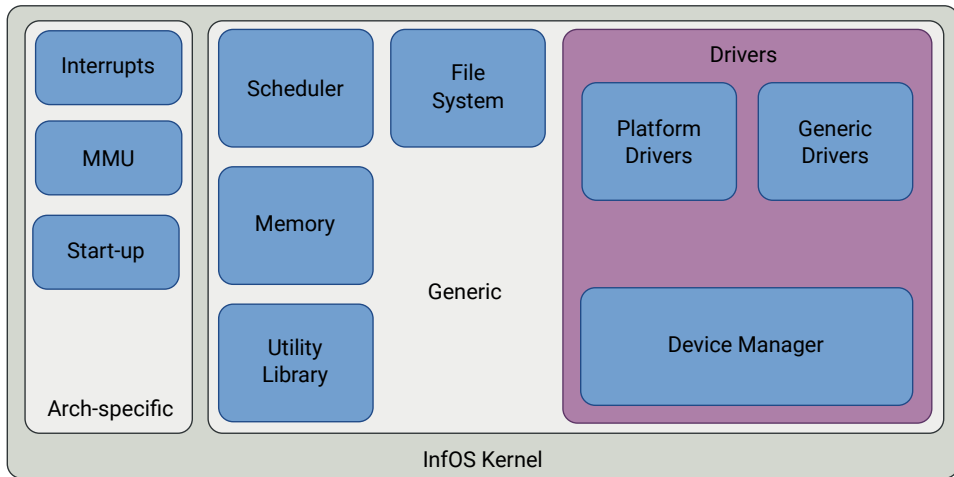 Interrupts
MMU
Start-up
Arch-specific
Scheduler
File
System
Memory
Generic
Utility
Library
Drivers
Platform
Drivers
Generic
Drivers
Device Manager
InfOS Kernel